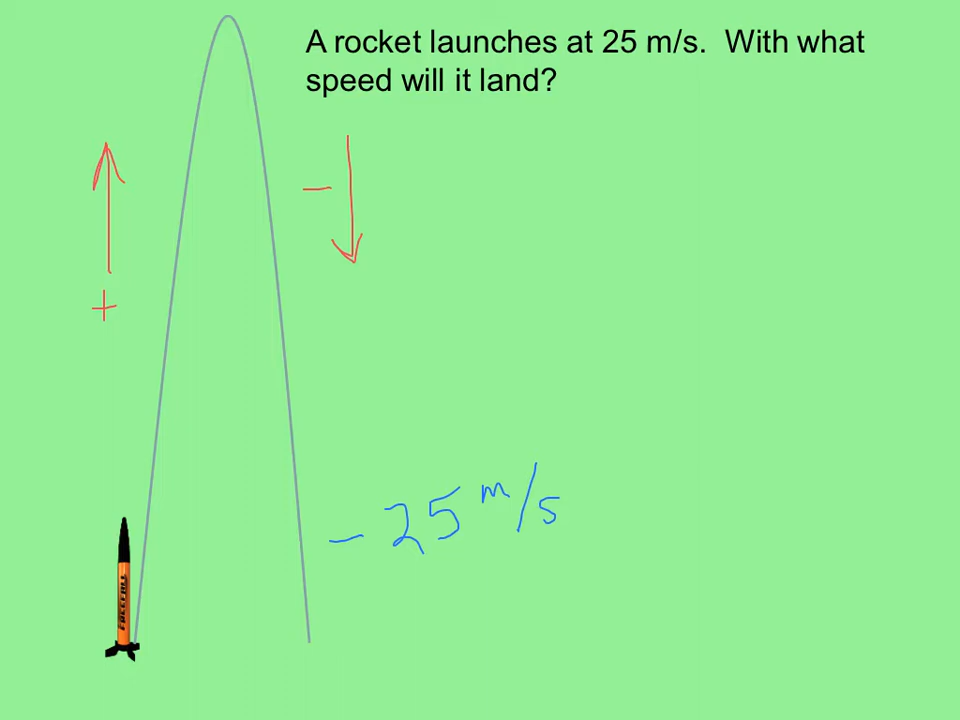 A rocket launches at 25 m/s. With what
speed will it land?
-
+
- 25 m/s